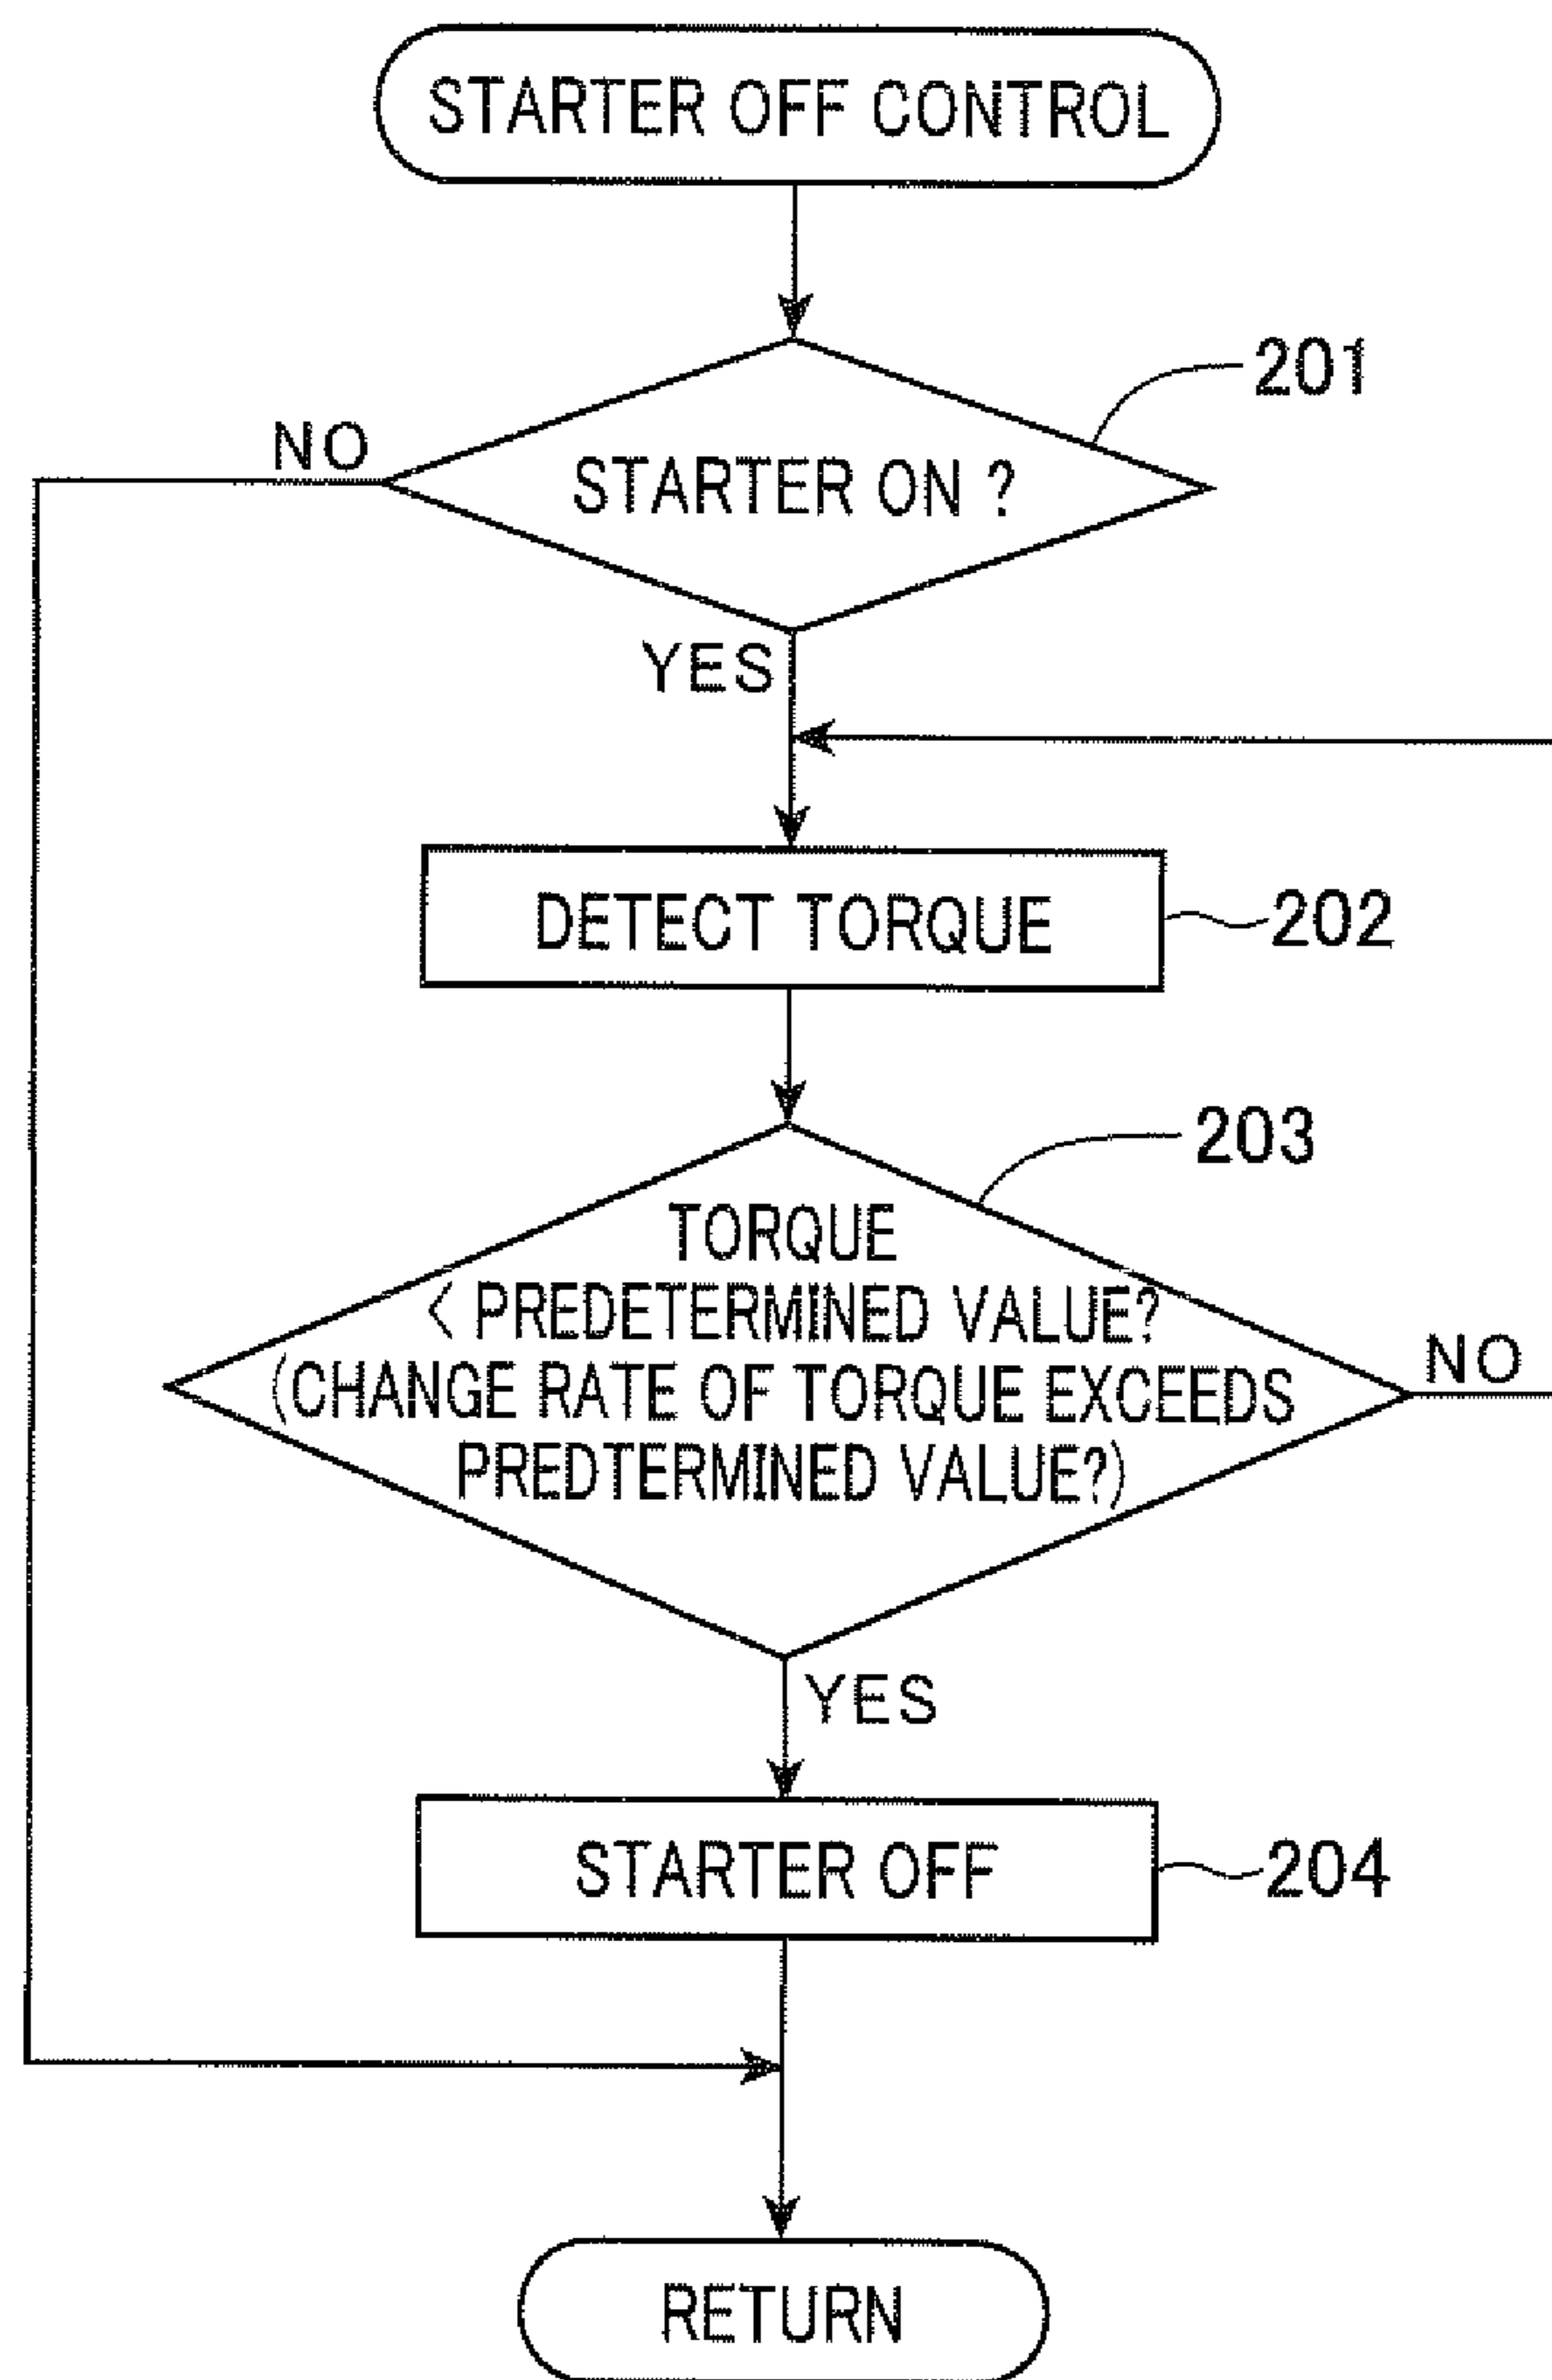 STARTER OFF CONTROL
201
NO
STARTER ON ?
YES
DETECT TORQUE
202
203
TORQUE
< PREDETERMINED VALUE?
(CHANGE RATE OF TORQUE EXCEEDS
PREDTERMINED VALUE?)
NO
YES
STARTER OFF
204
RETURN